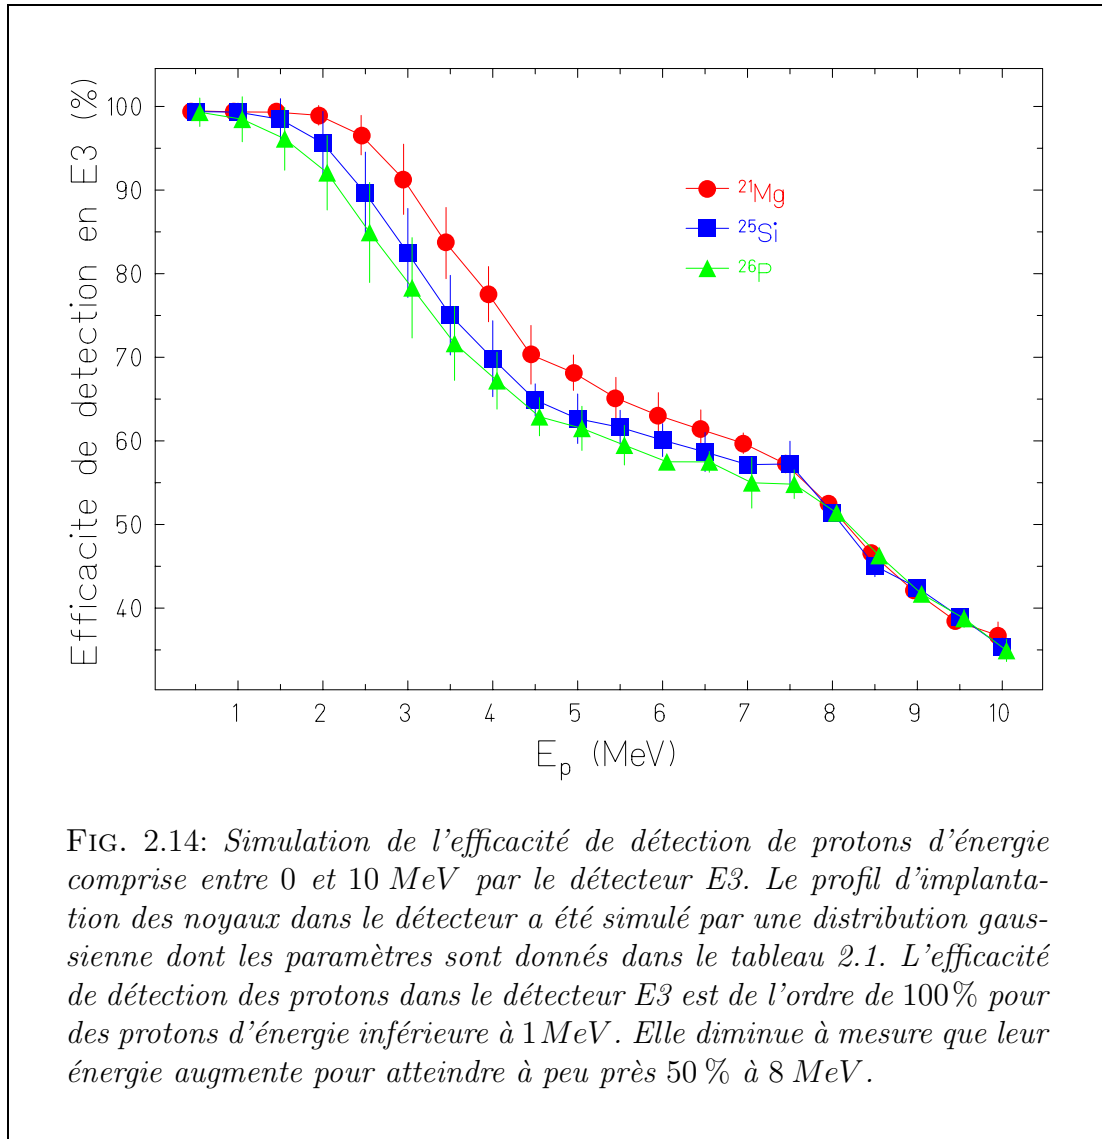 Efficacite de detection en E3 (%)
100
90
80
70
60
50
40
21Mg
25Si
26P
1 2 3 4 5 6 7 8 9 10
E_p (MeV)
FIG. 2.14: Simulation de l'efficacité de détection de protons d'énergie
comprise entre 0 et 10 MeV par le détecteur E3. Le profil d'implanta-
tion des noyaux dans le détecteur a été simulé par une distribution gaus-
sienne dont les paramètres sont donnés dans le tableau 2.1. L'efficacité
de détection des protons dans le détecteur E3 est de l'ordre de 100% pour
des protons d'énergie inférieure à 1 MeV. Elle diminue à mesure que leur
énergie augmente pour atteindre à peu près 50 % à 8 MeV.